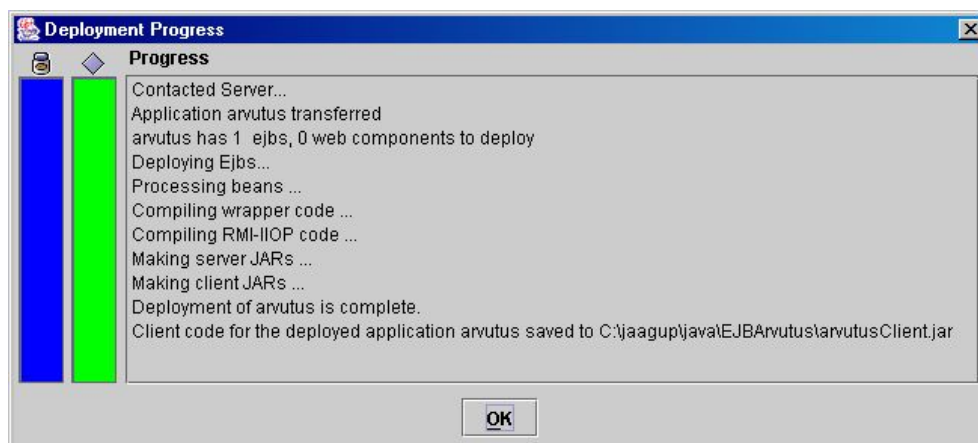 Deployment Progress
Progress
Contacted Server...
Application arvutus transferred
arvutus has 1  ejbs, 0 web components to deploy
Deploying Ejbs...
Processing beans ...
Compiling wrapper code ...
Compiling RMI-IIOP code ...
Making server JARs ...
Making client JARs ...
Deployment of arvutus is complete.
Client code for the deployed application arvutus saved to C:\jaagup\java\EJBArvutus\arvutusClient.jar
OK